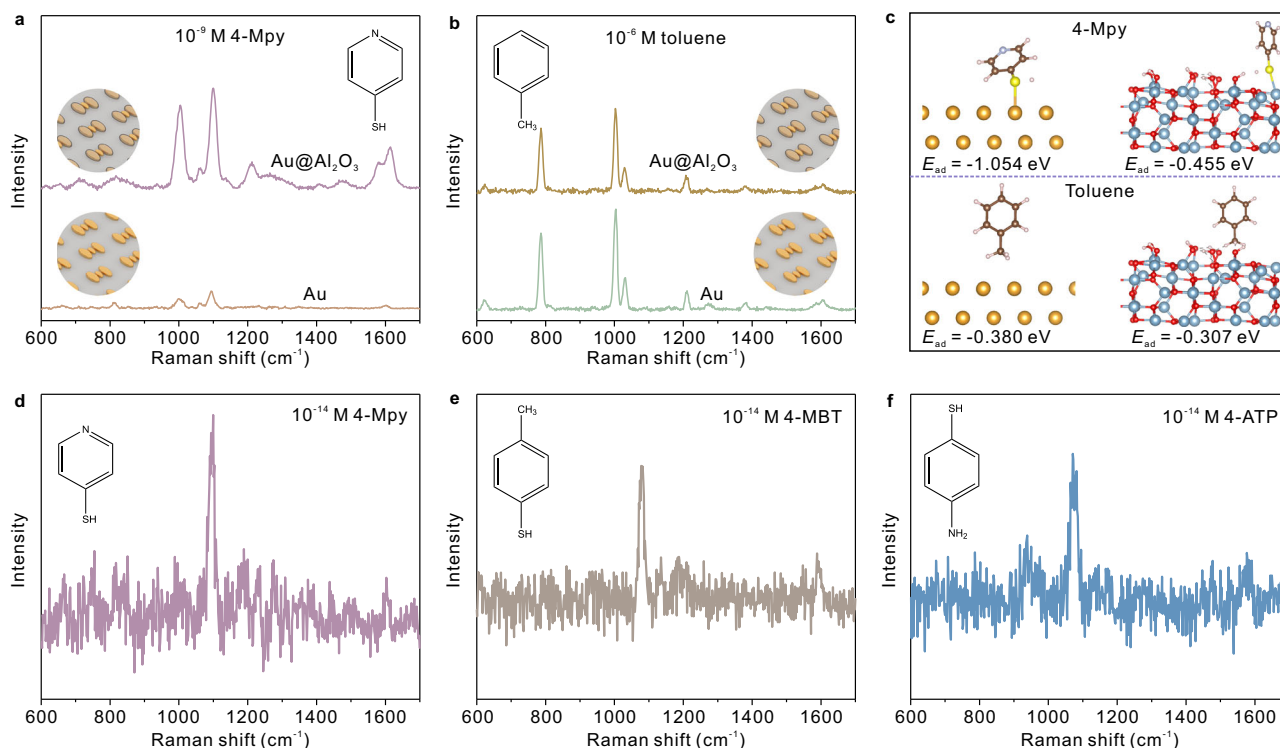 a
10⁻⁹ M 4-Mpy
N
SH
Au@Al₂O₃
Au
Intensity
600 800 1000 1200 1400 1600
Raman shift (cm⁻¹)
b
10⁻⁶ M toluene
CH₃
Au@Al₂O₃
Au
Intensity
600 800 1000 1200 1400 1600
Raman shift (cm⁻¹)
c
4-Mpy
E_ad = -1.054 eV
E_ad = -0.455 eV
Toluene
E_ad = -0.380 eV
E_ad = -0.307 eV
d
10⁻¹⁴ M 4-Mpy
N
SH
Intensity
600 800 1000 1200 1400 1600
Raman shift (cm⁻¹)
e
10⁻¹⁴ M 4-MBT
CH₃
SH
Intensity
600 800 1000 1200 1400 1600
Raman shift (cm⁻¹)
f
10⁻¹⁴ M 4-ATP
SH
NH₂
Intensity
600 800 1000 1200 1400 1600
Raman shift (cm⁻¹)